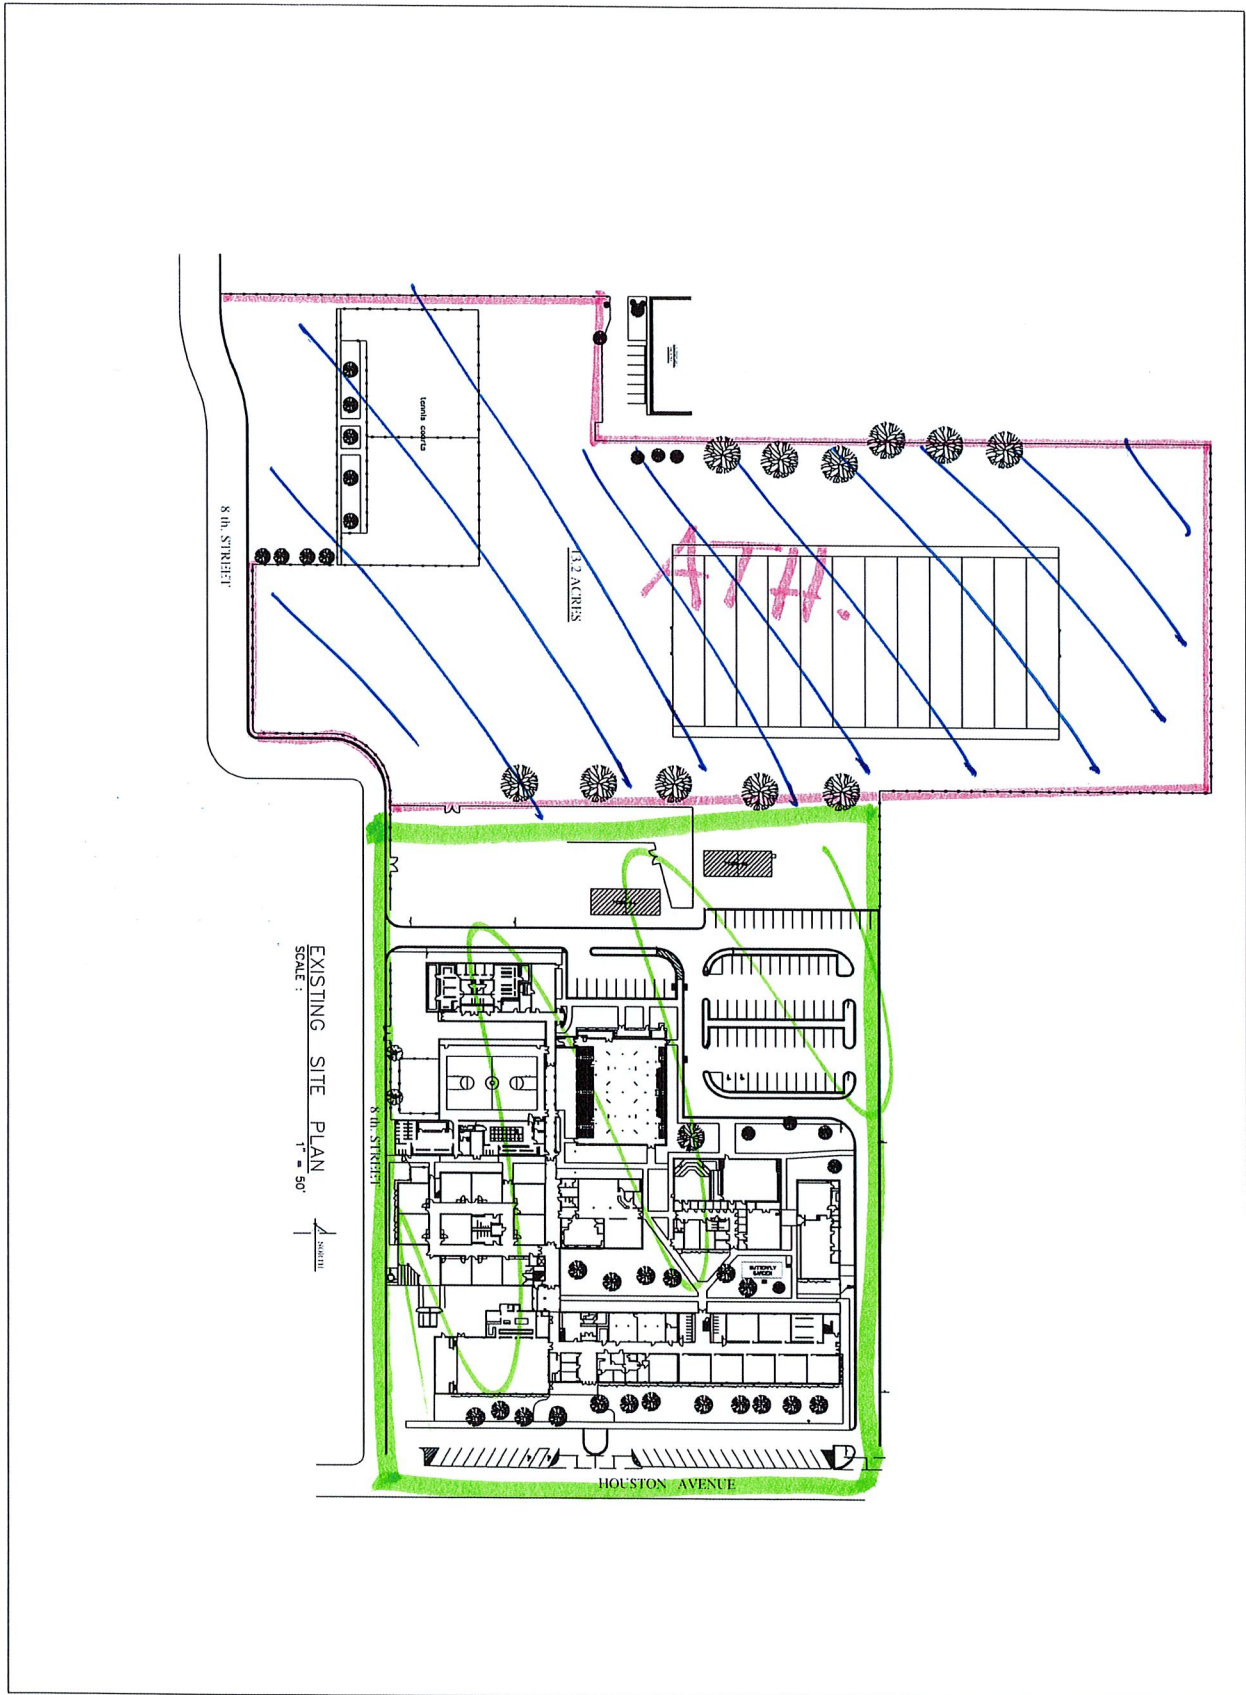 tennis courts
8 th. STREET
13.2 ACRES
ATH.
EXISTING SITE PLAN
SCALE : 1" = 50'
NORTH
8 th. STREET
BUTTERFLY
GARDEN
HOUSTON AVENUE